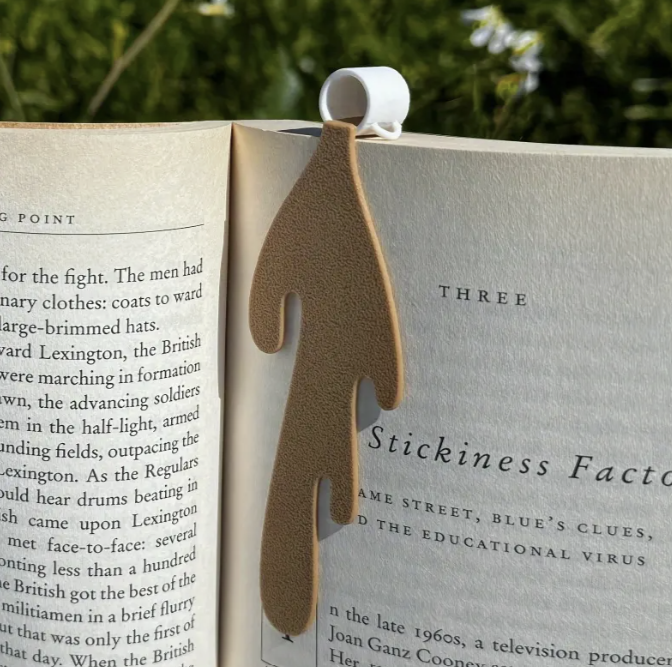 G POINT
for the fight. The men had
nary clothes: coats to ward
large-brimmed hats.
ward Lexington, the British
were marching in formation
awn, the advancing soldiers
em in the half-light, armed
unding fields, outpacing the
Lexington. As the Regulars
ould hear drums beating in
ish came upon Lexington
met face-to-face: several
onting less than a hundred
he British got the best of the
militiamen in a brief flurry
ut that was only the first of
that day. When the British
THREE
Stickiness Facto
AME STREET, BLUE'S CLUES,
D THE EDUCATIONAL VIRUS
n the late 1960s, a television produce
Joan Ganz Cooney
Her